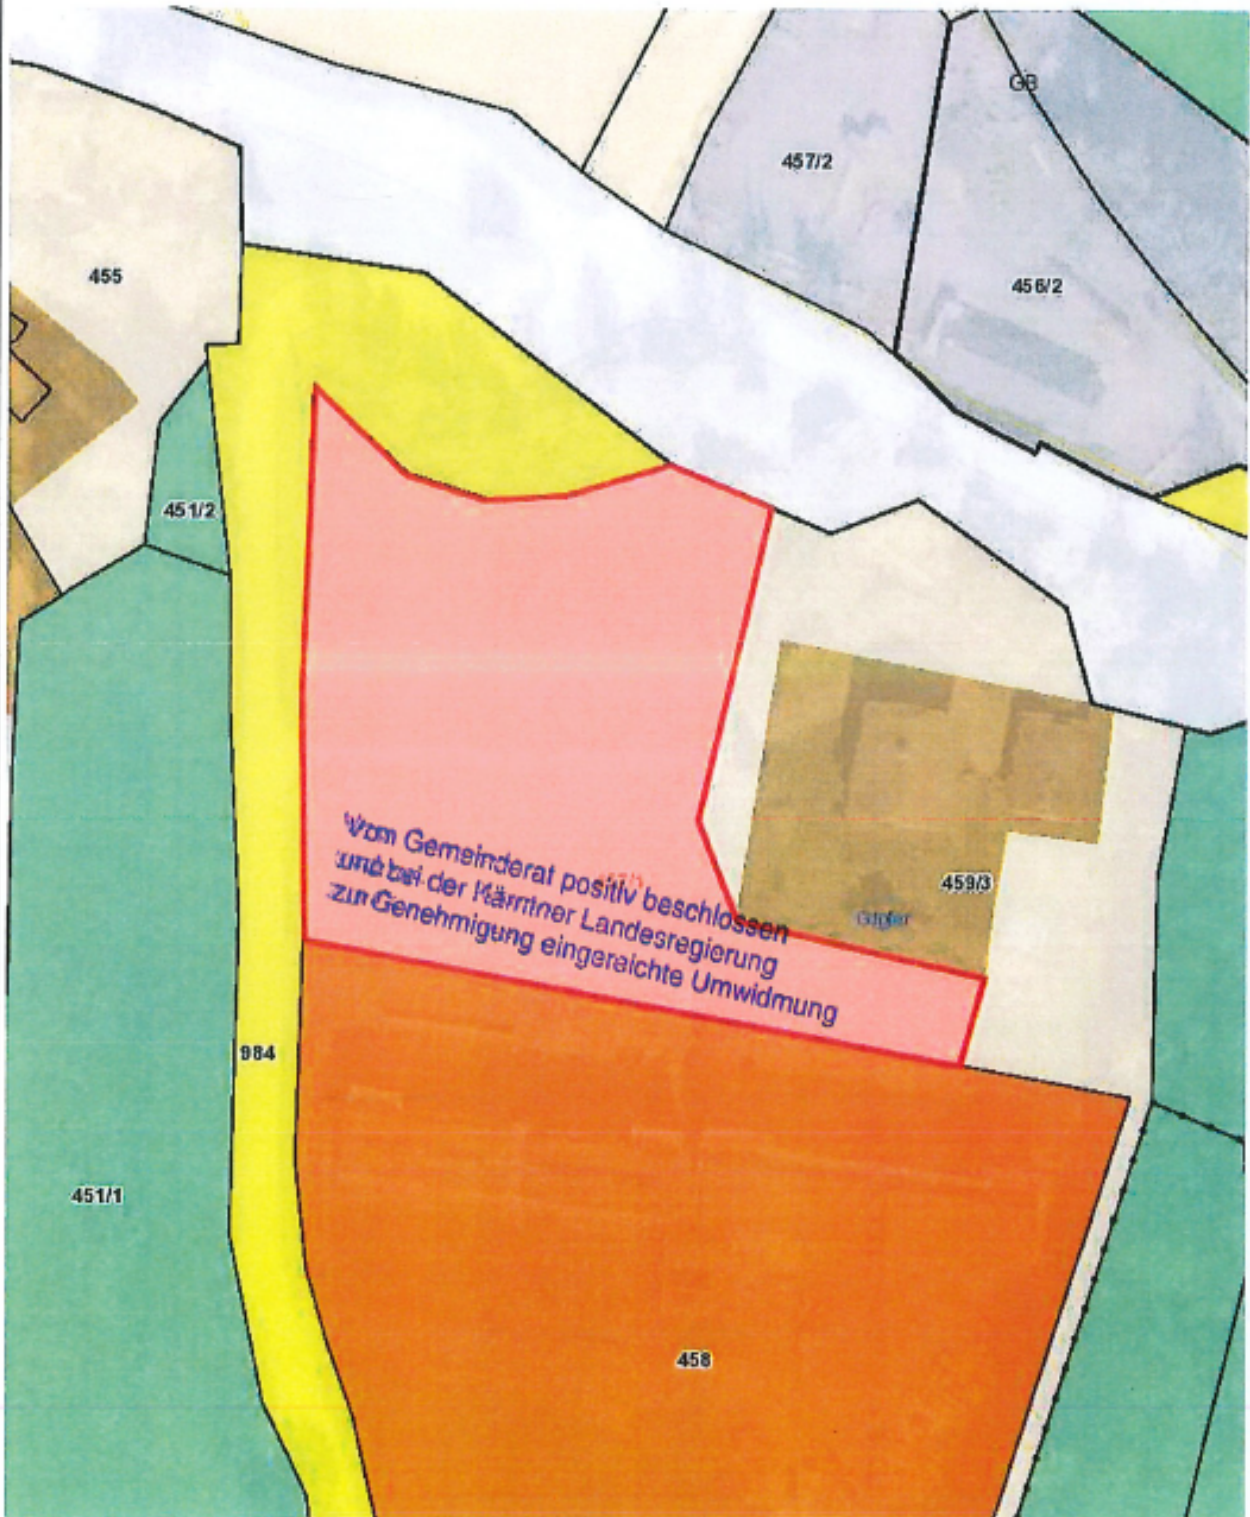 GB
457/2
455
456/2
451/2
Vom Gemeinderat positiv beschlossen
und bei der Kärntner Landesregierung
zur Genehmigung eingereichte Umwidmung
459/3
984
451/1
458